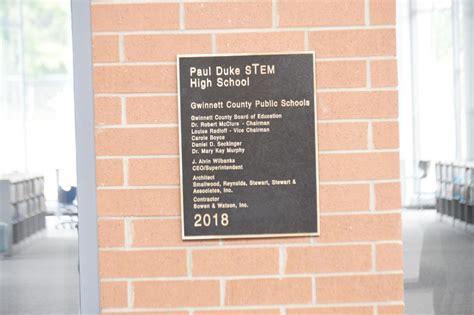 Paul Duke STEM
High School
Gwinnett County Public Schools
Gwinnett County Board of Education
Dr. Robert McClure - Chairman
Louise Radloff - Vice Chairman
Carole Boyce
Daniel D. Seckinger
Dr. Mary Kay Murphy
J. Alvin Wilbanks
CEO/Superintendent
Architect
Smallwood, Reynolds, Stewart, Stewart &
Associates, Inc.
Contractor
Bowen & Watson, Inc.
2018